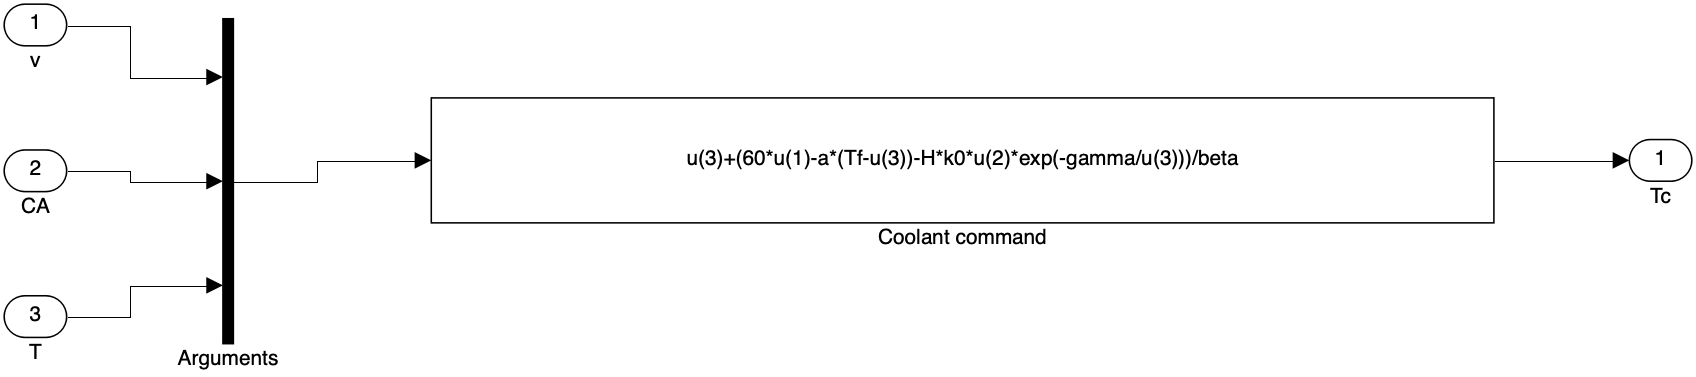 1
v
2
CA
3
T
Arguments
u(3)+(60*u(1)-a*(Tf-u(3))-H*k0*u(2)*exp(-gamma/u(3)))/beta
Coolant command
1
Tc